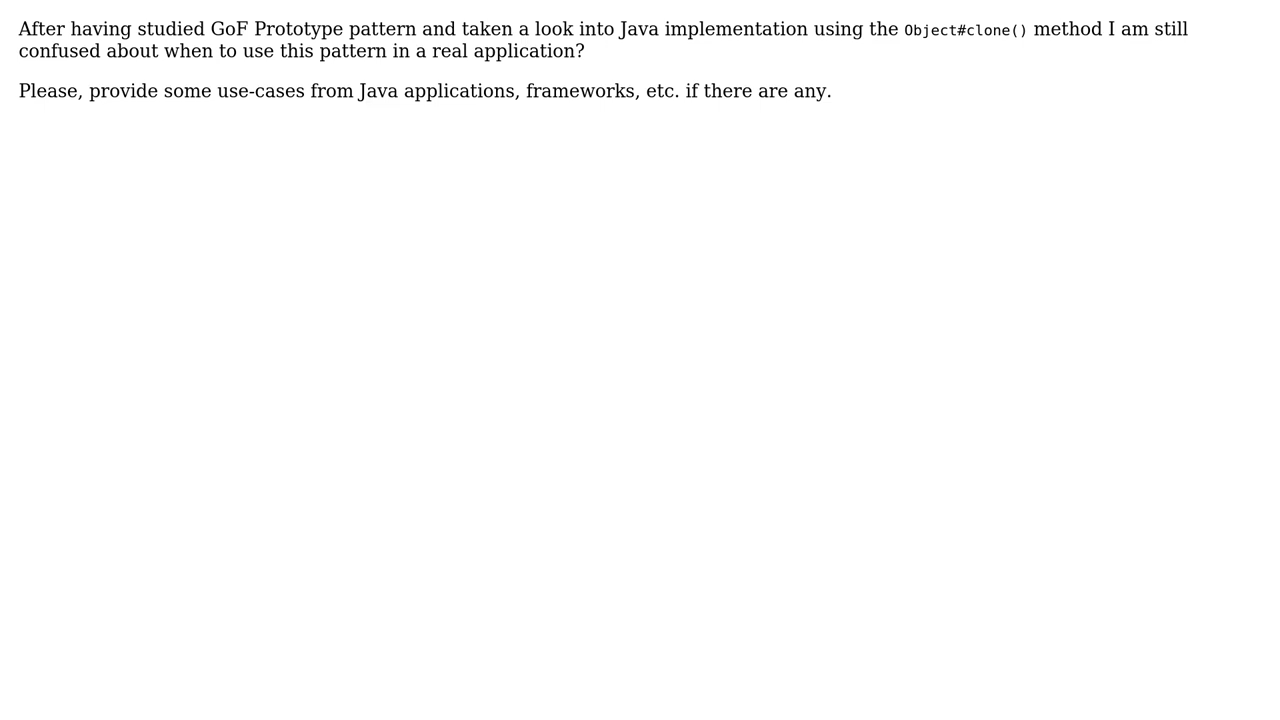 After having studied GoF Prototype pattern and taken a look into Java implementation using the Object#clone() method I am still
confused about when to use this pattern in a real application?
Please, provide some use-cases from Java applications, frameworks, etc. if there are any.